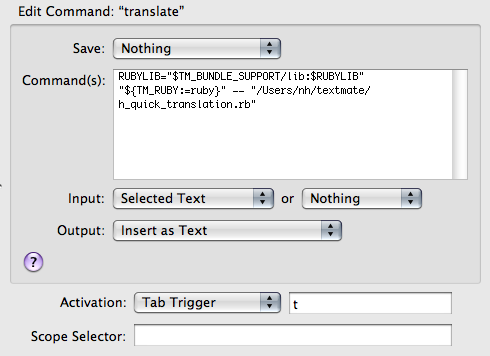 Edit Command: “translate”
Save: Nothing
Command(s): RUBYLIB="$TM_BUNDLE_SUPPORT/lib:$RUBYLIB"
"${TM_RUBY:=ruby}" -- "/Users/nh/textmate/
h_quick_translation.rb"
Input: Selected Text or Nothing
Output: Insert as Text
?
Activation: Tab Trigger t
Scope Selector: